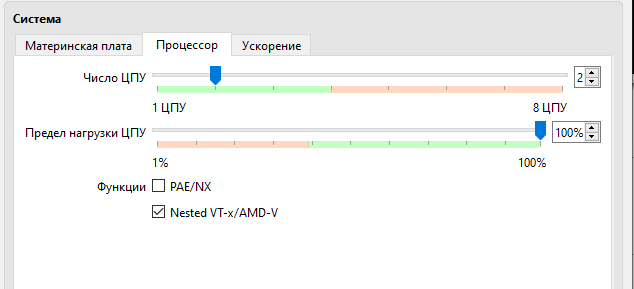 Система
Материнская плата Процессор Ускорение
Число ЦПУ 2
1 ЦПУ 8 ЦПУ
Предел нагрузки ЦПУ 100%
1% 100%
Функции PAE/NX
Nested VT-x/AMD-V